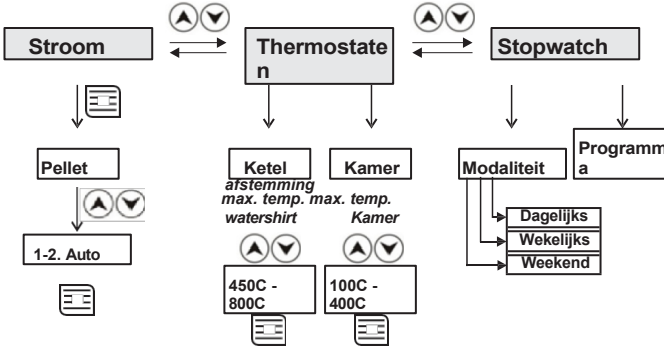 Stroom
Thermostate
n
Stopwatch
Pellet
Ketel
Kamer
Modaliteit
Programm
a
afstemming
max. temp. max. temp.
watershirt Kamer
1-2. Auto
Dagelijks
Wekelijks
Weekend
450C -
800C
100C -
400C